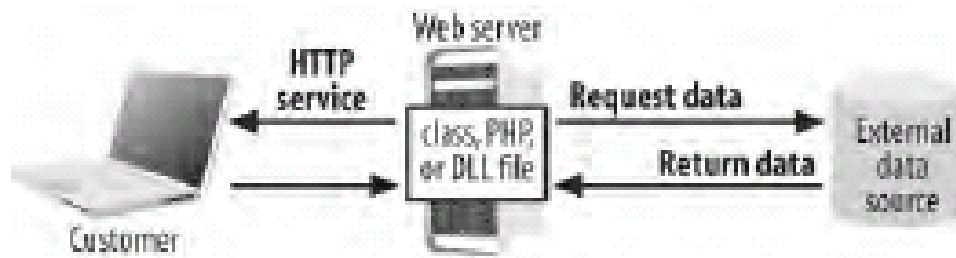 Web server
HTTP
service
class, PHP,
or DLL file
Request data
Return data
External
data
source
Customer